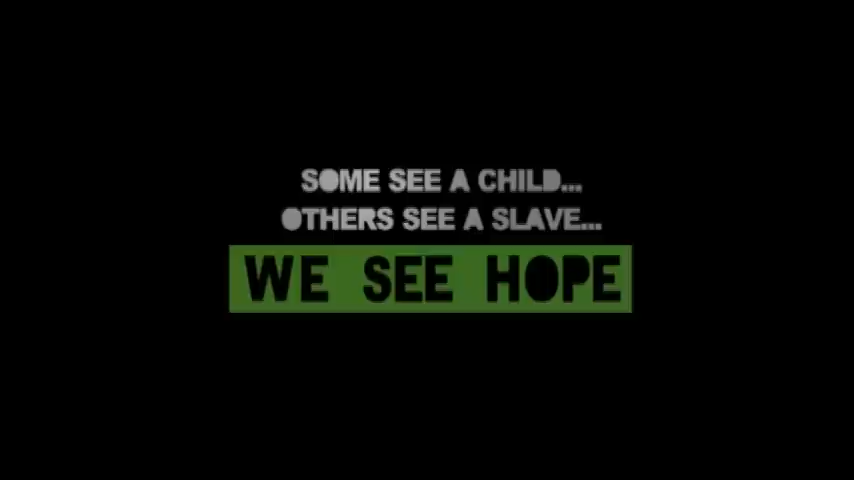 SOME SEE A CHILD...
OTHERS SEE A SLAVE...
WE SEE HOPE